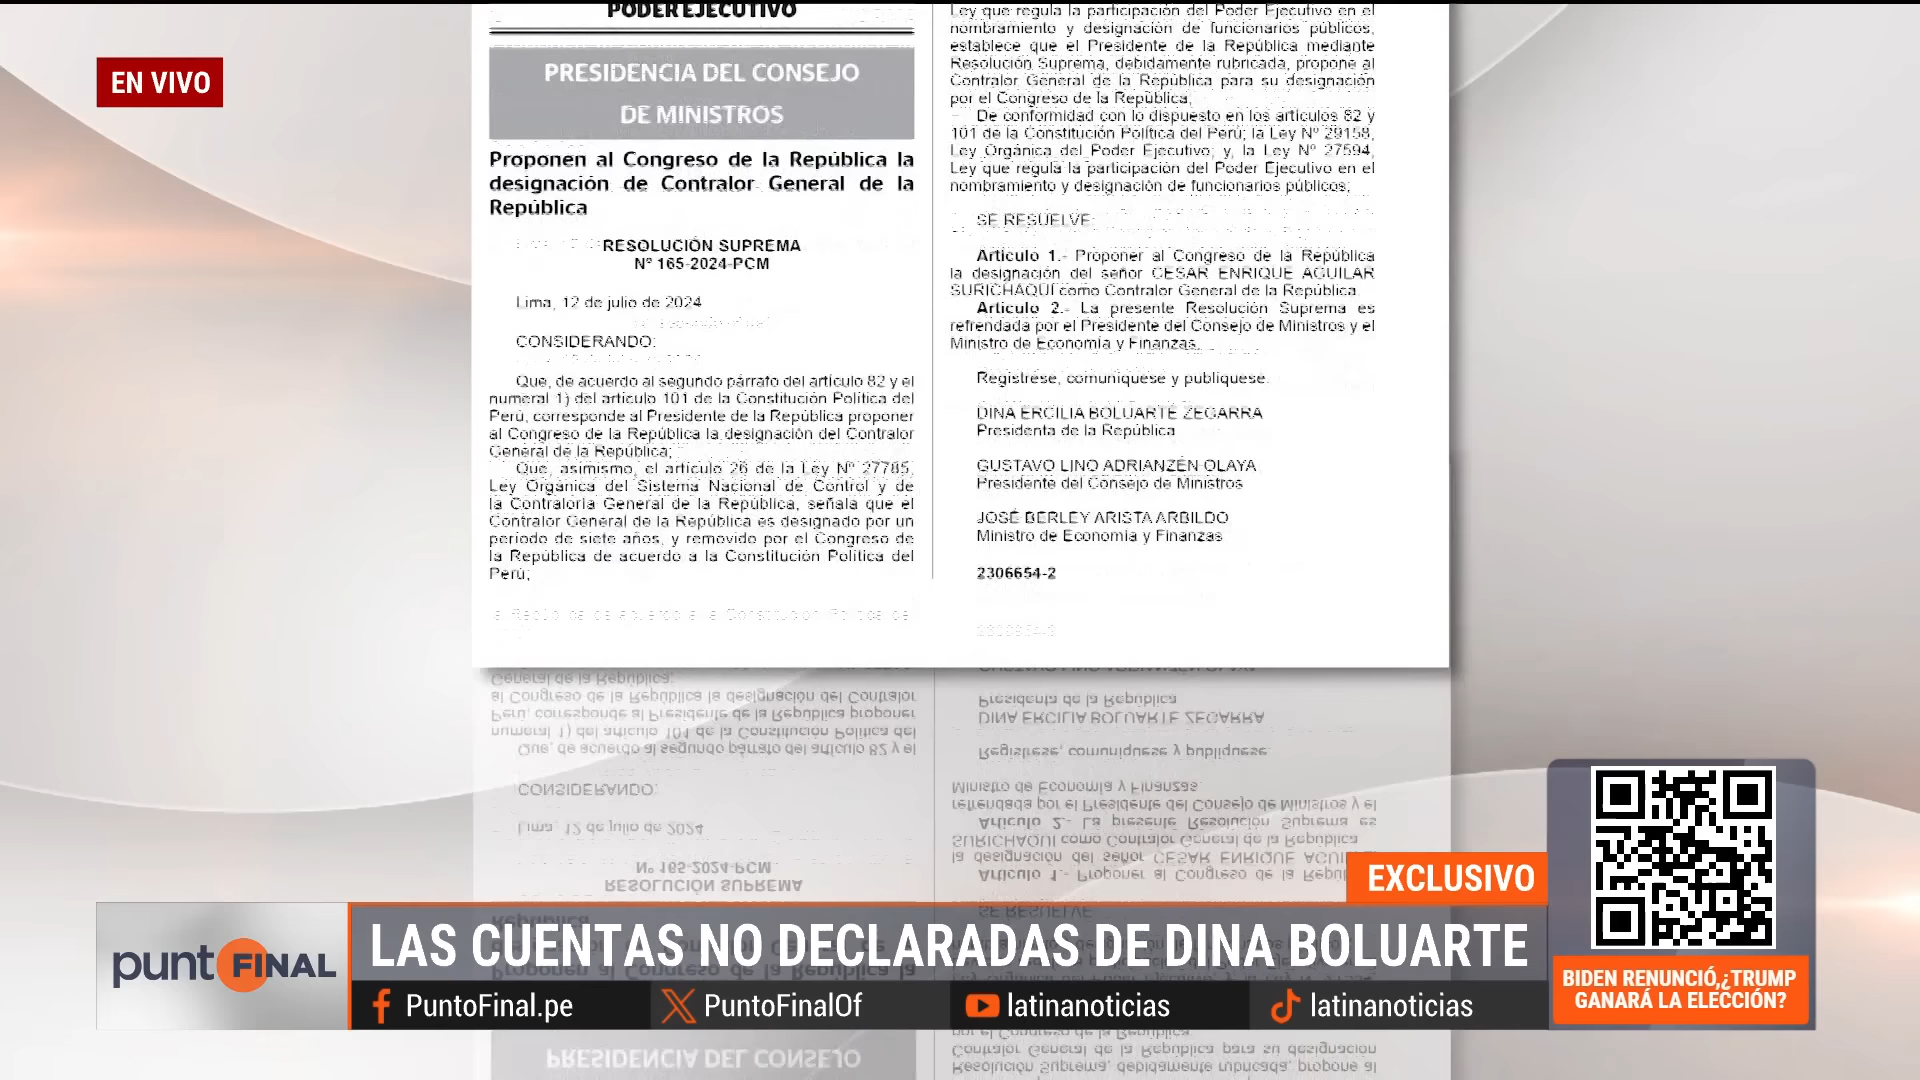 EN VIVO
PODER EJECUTIVO
PRESIDENCIA DEL CONSEJO
DE MINISTROS
Proponen al Congreso de la República la
designación de Contralor General de la
República
RESOLUCIÓN SUPREMA
Nº 165-2024-PCM
Lima, 12 de julio de 2024
CONSIDERANDO:
Que, de acuerdo al segundo párrafo del artículo 82 y el
numeral 1) del artículo 101 de la Constitución Política del
Perú, corresponde al Presidente de la República proponer
al Congreso de la República la designación del Contralor
General de la República;
Que, asimismo, el artículo 26 de la Ley Nº 27785,
Ley Orgánica del Sistema Nacional de Control y de
la Contraloría General de la República, señala que el
Contralor General de la República es designado por un
período de siete años, y removido por el Congreso de
la República de acuerdo a la Constitución Política del
Perú;
Ley que regula la participación del Poder Ejecutivo en el
nombramiento y designación de funcionarios públicos,
establece que el Presidente de la República mediante
Resolución Suprema, debidamente rubricada, propone al
Contralor General de la República para su designación
por el Congreso de la República;
De conformidad con lo dispuesto en los artículos 82 y
101 de la Constitución Política del Perú; la Ley Nº 29158,
Ley Orgánica del Poder Ejecutivo; y, la Ley Nº 27594,
Ley que regula la participación del Poder Ejecutivo en el
nombramiento y designación de funcionarios públicos;
SE RESUELVE:
Artículo 1.- Proponer al Congreso de la República
la designación del señor CESAR ENRIQUE AGUILAR
SURICHAQUI como Contralor General de la República.
Artículo 2.- La presente Resolución Suprema es
refrendada por el Presidente del Consejo de Ministros y el
Ministro de Economía y Finanzas.
Regístrese, comuníquese y publíquese.
DINA ERCILIA BOLUARTE ZEGARRA
Presidenta de la República
GUSTAVO LINO ADRIANZÉN OLAYA
Presidente del Consejo de Ministros
JOSÉ BERLEY ARISTA ARBILDO
Ministro de Economía y Finanzas
2306654-2
EXCLUSIVO
punto FINAL
LAS CUENTAS NO DECLARADAS DE DINA BOLUARTE
PuntoFinal.pe
PuntoFinalOf
latinanoticias
latinanoticias
BIDEN RENUNCIÓ,¿TRUMP
GANARÁ LA ELECCIÓN?